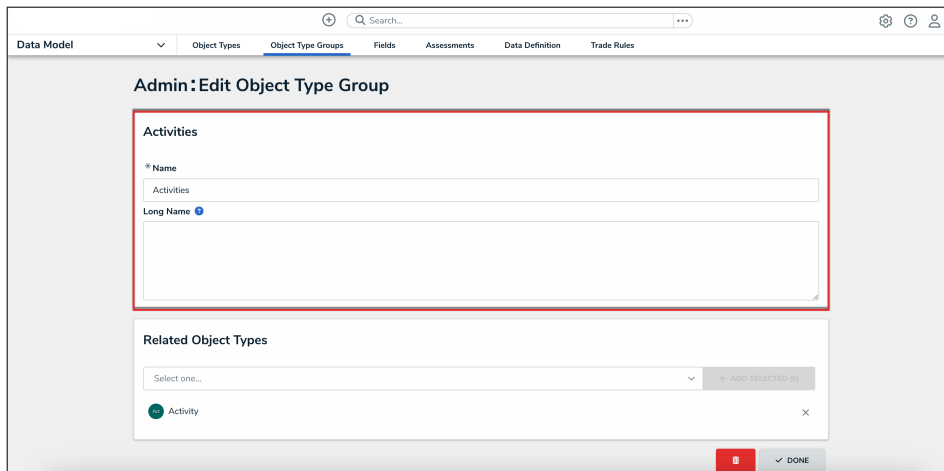 Search...
Data Model Object Types Object Type Groups Fields Assessments Data Definition Trade Rules
Admin:Edit Object Type Group
Activities
*Name
Activities
Long Name ?
Related Object Types
Select one... + ADD SELECTED (0)
Act Activity
DONE